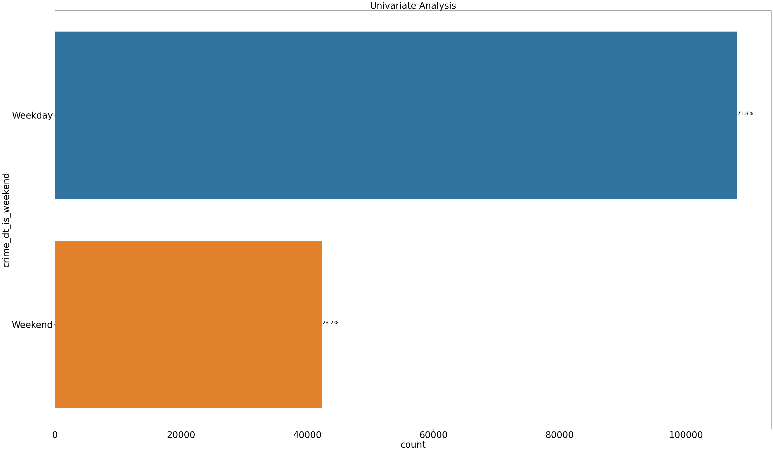 Univariate Analysis
Weekday
crime_dt_is_weekend
Weekend
0 20000 40000 60000 80000 100000
count